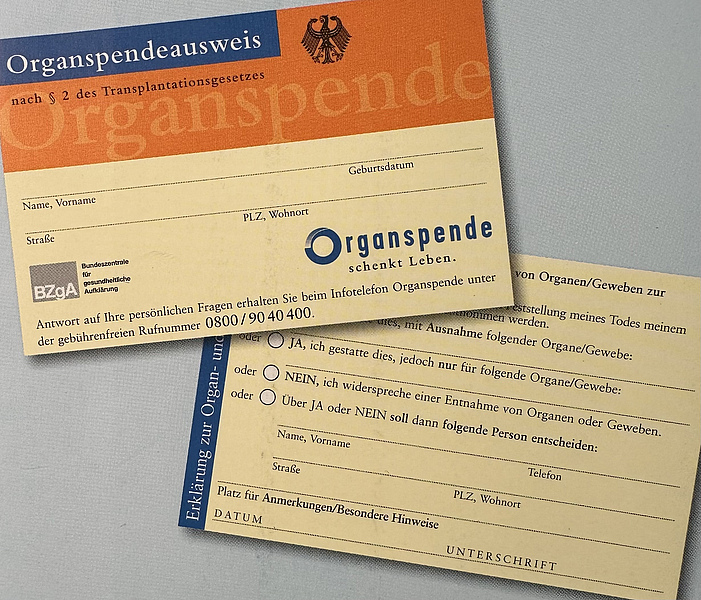 Organspendeausweis
nach § 2 des Transplantationsgesetzes
Organspende
Name, Vorname
Geburtsdatum
Straße
PLZ, Wohnort
BZgA
Bundeszentrale
für
gesundheitliche
Aufklärung
Organspende
schenkt Leben.
Antwort auf Ihre persönlichen Fragen erhalten Sie beim Infotelefon Organspende unter
der gebührenfreien Rufnummer 0800/90 40 400.
Erklärung zur Organ- und
von Organen/Geweben zur
Feststellung meines Todes meinem
werden.
dies, mit Ausnahme folgender Organe/Gewebe:
oder JA, ich gestatte dies, jedoch nur für folgende Organe/Gewebe:
oder NEIN, ich widerspreche einer Entnahme von Organen oder Geweben.
oder Über JA oder NEIN soll dann folgende Person entscheiden:
Name, Vorname
Telefon
Straße
PLZ, Wohnort
Platz für Anmerkungen/Besondere Hinweise
DATUM
UNTERSCHRIFT